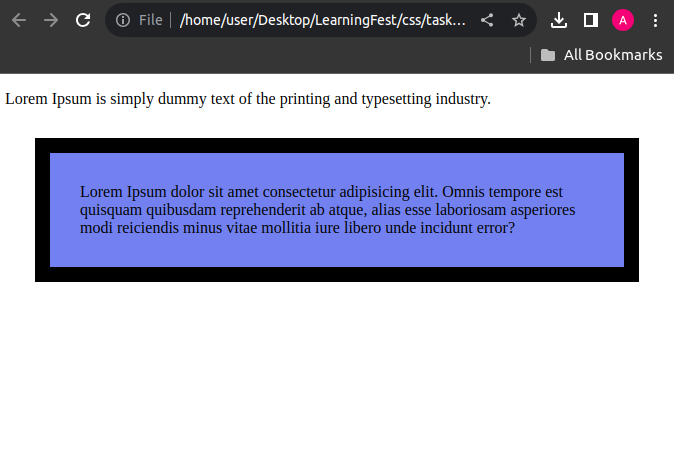 File
/home/user/Desktop/LearningFest/css/task...
A
All Bookmarks
Lorem Ipsum is simply dummy text of the printing and typesetting industry.
Lorem Ipsum dolor sit amet consectetur adipisicing elit. Omnis tempore est
quisquam quibusdam reprehenderit ab atque, alias esse laboriosam asperiores
modi reiciendis minus vitae mollitia iure libero unde incidunt error?